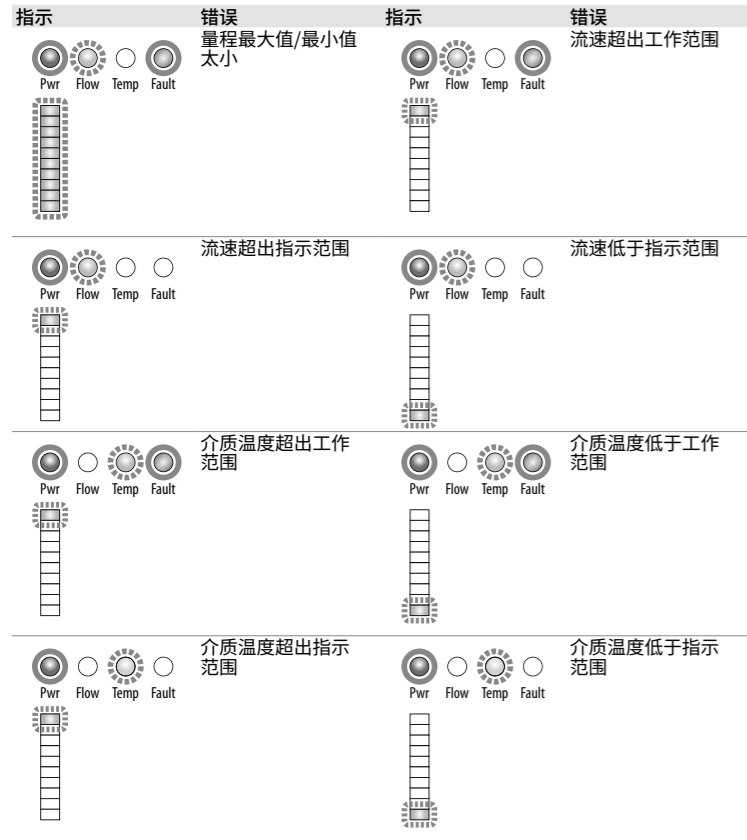 指示 错误 指示 错误
量程最大值/最小值
太小
Pwr Flow Temp Fault
流速超出工作范围
Pwr Flow Temp Fault
流速超出指示范围
Pwr Flow Temp Fault
流速低于指示范围
Pwr Flow Temp Fault
介质温度超出工作
范围
Pwr Flow Temp Fault
介质温度低于工作
范围
Pwr Flow Temp Fault
介质温度超出指示
范围
Pwr Flow Temp Fault
介质温度低于指示
范围
Pwr Flow Temp Fault